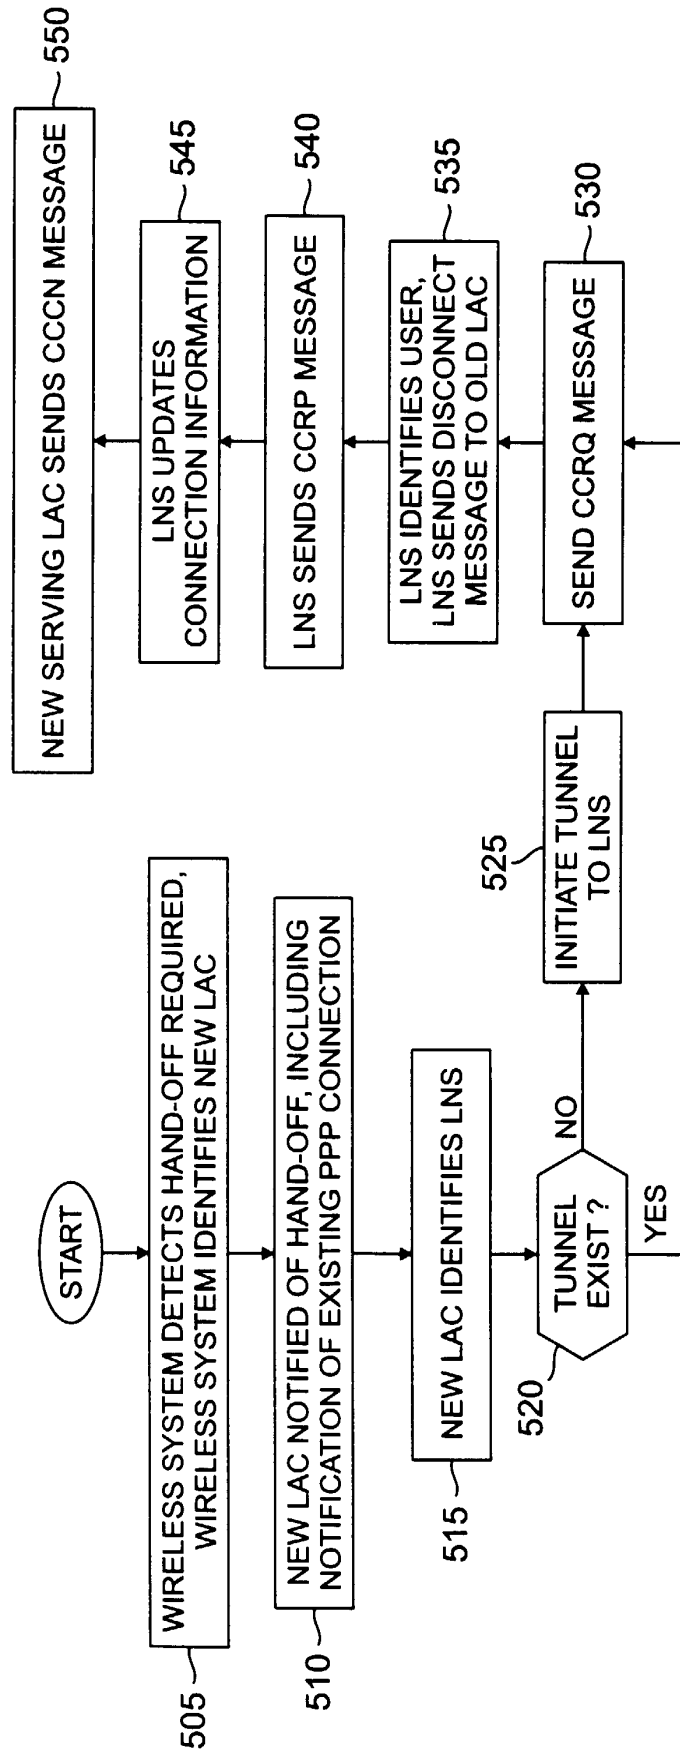 START
WIRELESS SYSTEM DETECTS HAND-OFF REQUIRED,
WIRELESS SYSTEM IDENTIFIES NEW LAC
505
NEW LAC NOTIFIED OF HAND-OFF, INCLUDING
NOTIFICATION OF EXISTING PPP CONNECTION
510
NEW LAC IDENTIFIES LNS
515
TUNNEL
EXIST ?
520
NO
YES
INITIATE TUNNEL
TO LNS
525
SEND CCRQ MESSAGE
530
LNS IDENTIFIES USER,
LNS SENDS DISCONNECT
MESSAGE TO OLD LAC
535
LNS SENDS CCRP MESSAGE
540
LNS UPDATES
CONNECTION INFORMATION
545
NEW SERVING LAC SENDS CCCN MESSAGE
550